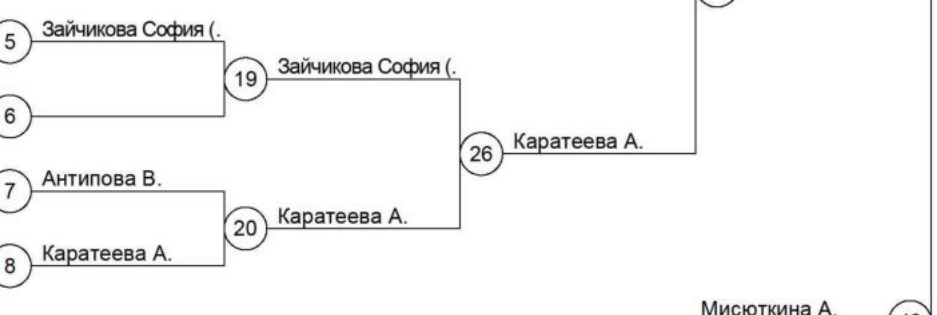 5 Зайчикова София (.
19 Зайчикова София (.
6
26 Каратеева А.
7 Антипова В.
20 Каратеева А.
8 Каратеева А.
Мисюткина А.